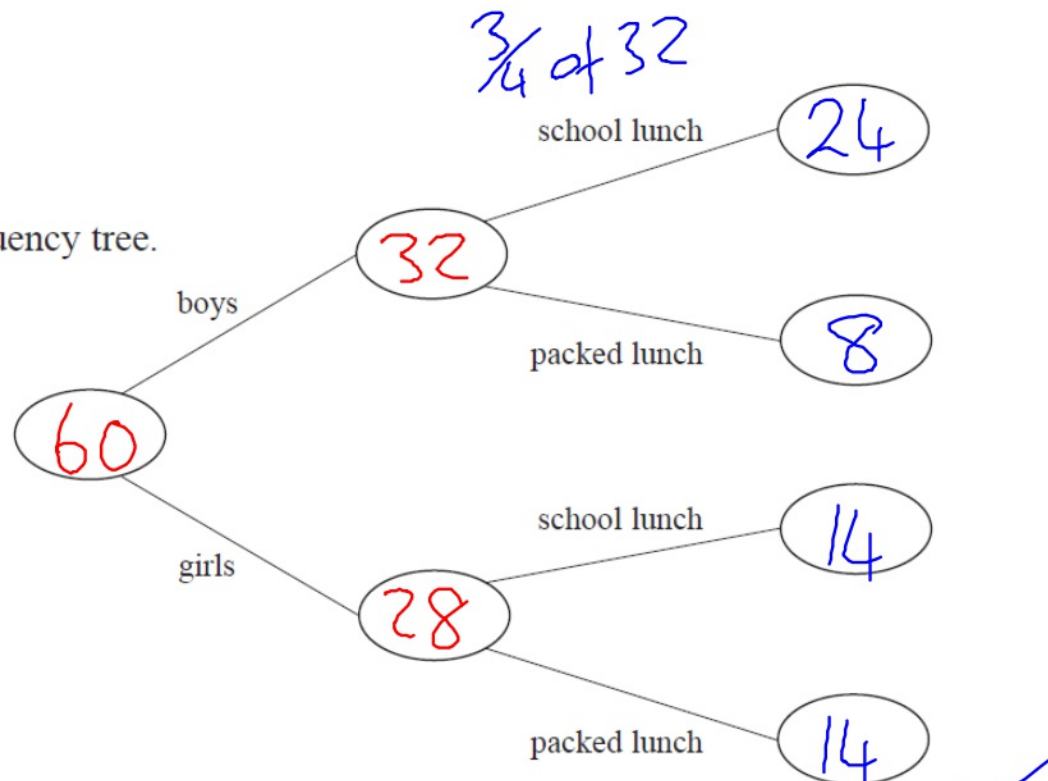 3/4 of 32
school lunch
24
uency tree.
32
boys
packed lunch
8
60
school lunch
14
girls
28
packed lunch
14